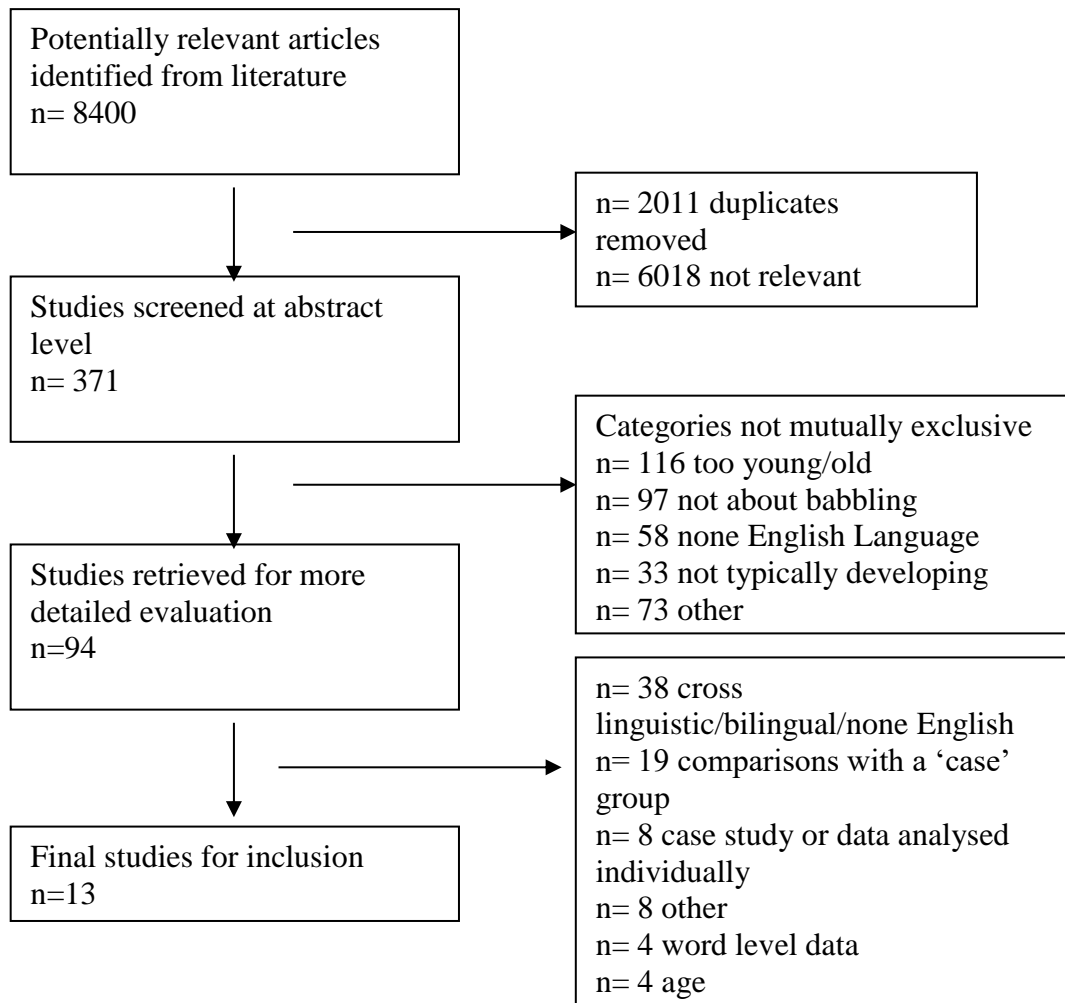 Potentially relevant articles
identified from literature
n= 8400
n= 2011 duplicates
removed
n= 6018 not relevant
Studies screened at abstract
level
n= 371
Categories not mutually exclusive
n= 116 too young/old
n= 97 not about babbling
n= 58 none English Language
n= 33 not typically developing
n= 73 other
Studies retrieved for more
detailed evaluation
n=94
n= 38 cross
linguistic/bilingual/none English
n= 19 comparisons with a ‘case’
group
n= 8 case study or data analysed
individually
n= 8 other
n= 4 word level data
n= 4 age
Final studies for inclusion
n=13